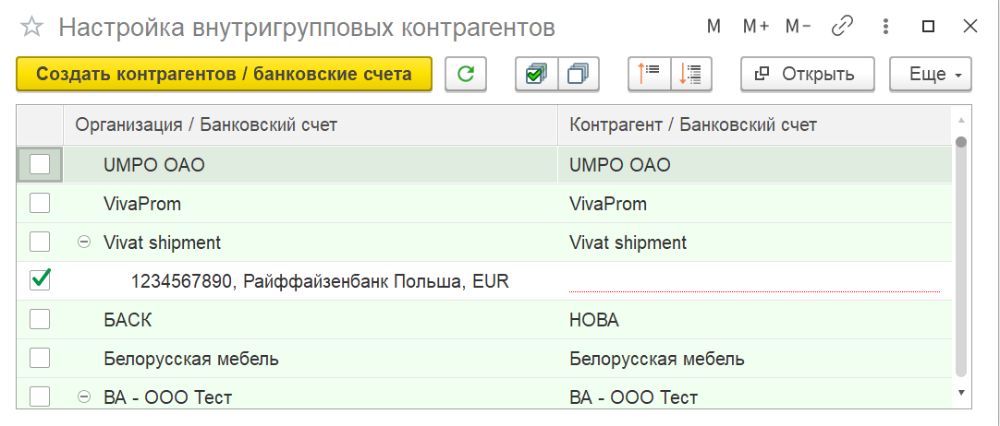 Настройка внутригрупповых контрагентов M M+ M-
Создать контрагентов / банковские счета Открыть Еще
Организация / Банковский счет Контрагент / Банковский счет
UMPO ОАО UMPO ОАО
VivaProm VivaProm
Vivat shipment Vivat shipment
1234567890, Райффайзенбанк Польша, EUR
БАСК НОВА
Белорусская мебель Белорусская мебель
ВА - ООО Тест ВА - ООО Тест